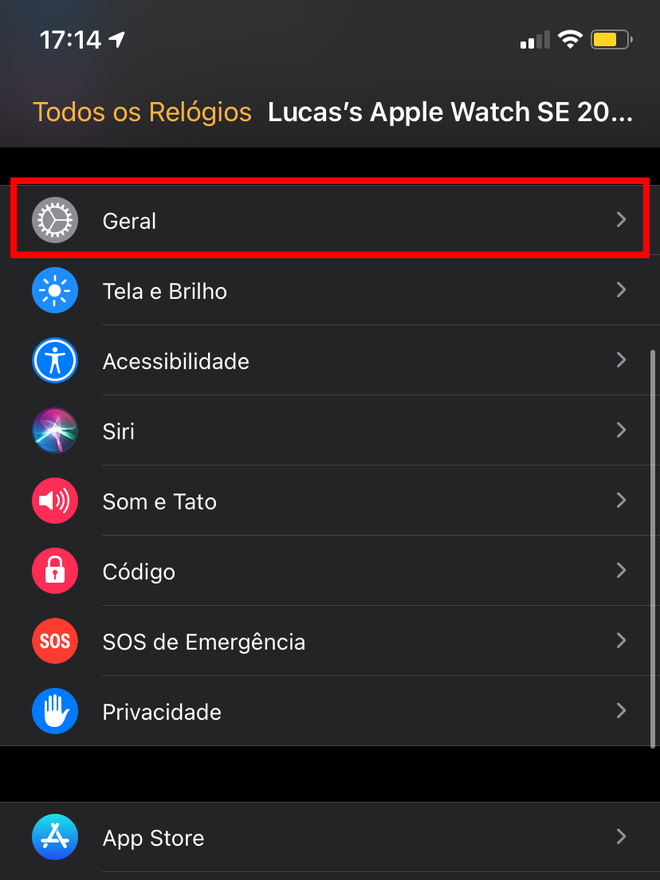 17:14
Todos os Relógios Lucas’s Apple Watch SE 20...
Geral
Tela e Brilho
Acessibilidade
Siri
Som e Tato
Código
SOS SOS de Emergência
Privacidade
App Store